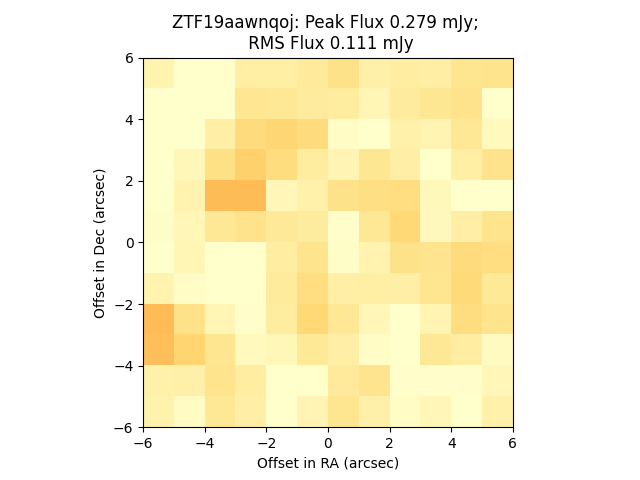 ZTF19aawnqoj: Peak Flux 0.279 mJy;
RMS Flux 0.111 mJy
6
4
2
0
−2
−4
−6
Offset in Dec (arcsec)
−6 −4 −2 0 2 4 6
Offset in RA (arcsec)